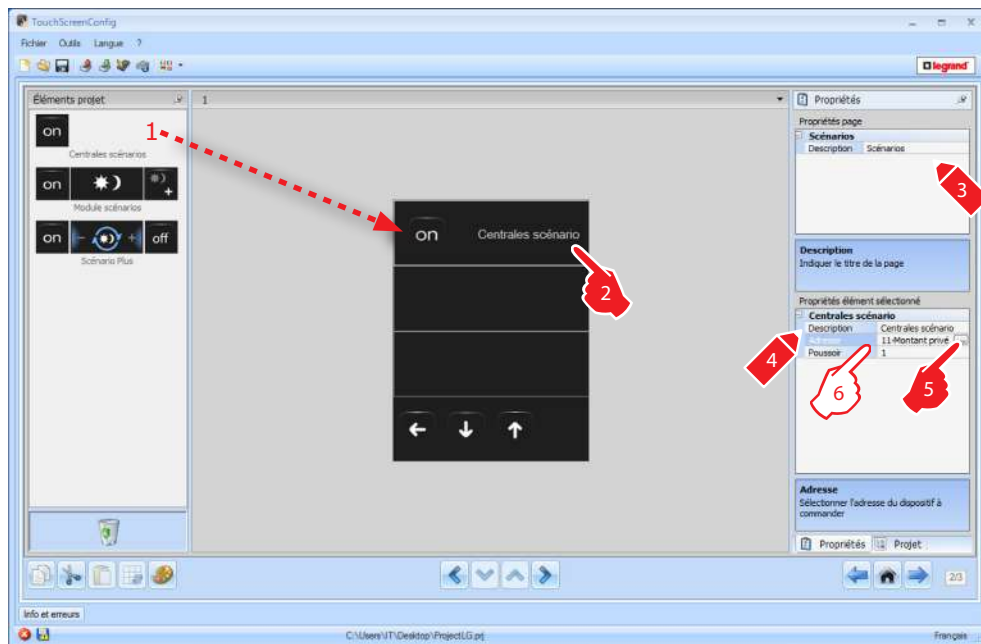 TouchScreenConfig
Fichier Outils Langue ?
legrand
Éléments projet
1
Propriétés
on
1
Centrales scénarios
on
Module scénarios
on
off
Scénario Plus
on Centrales scénario
2
Propriétés page
Scénarios
Description Scénarios
3
Description
Indiquer le titre de la page
Propriétés élément sélectionné
Centrales scénario
Description Centrales scénario
Adresse 11-Montant privé
Poussoir 1
4
5
6
Adresse
Sélectionner l'adresse du dispositif à
commander
Propriétés Projet
2/3
Info et erreurs
C:\Users\JT\Desktop\ProjectLG.prj
Français